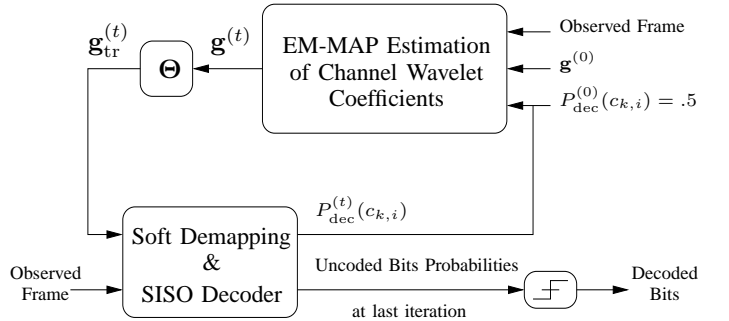 g_tr^(t)
g^(t)
Θ
EM-MAP Estimation
of Channel Wavelet
Coefficients
Observed Frame
g^(0)
P_dec^(0)(c_k,i) = .5
P_dec^(t)(c_k,i)
Soft Demapping
&
SISO Decoder
Observed
Frame
Uncoded Bits Probabilities
at last iteration
Decoded
Bits